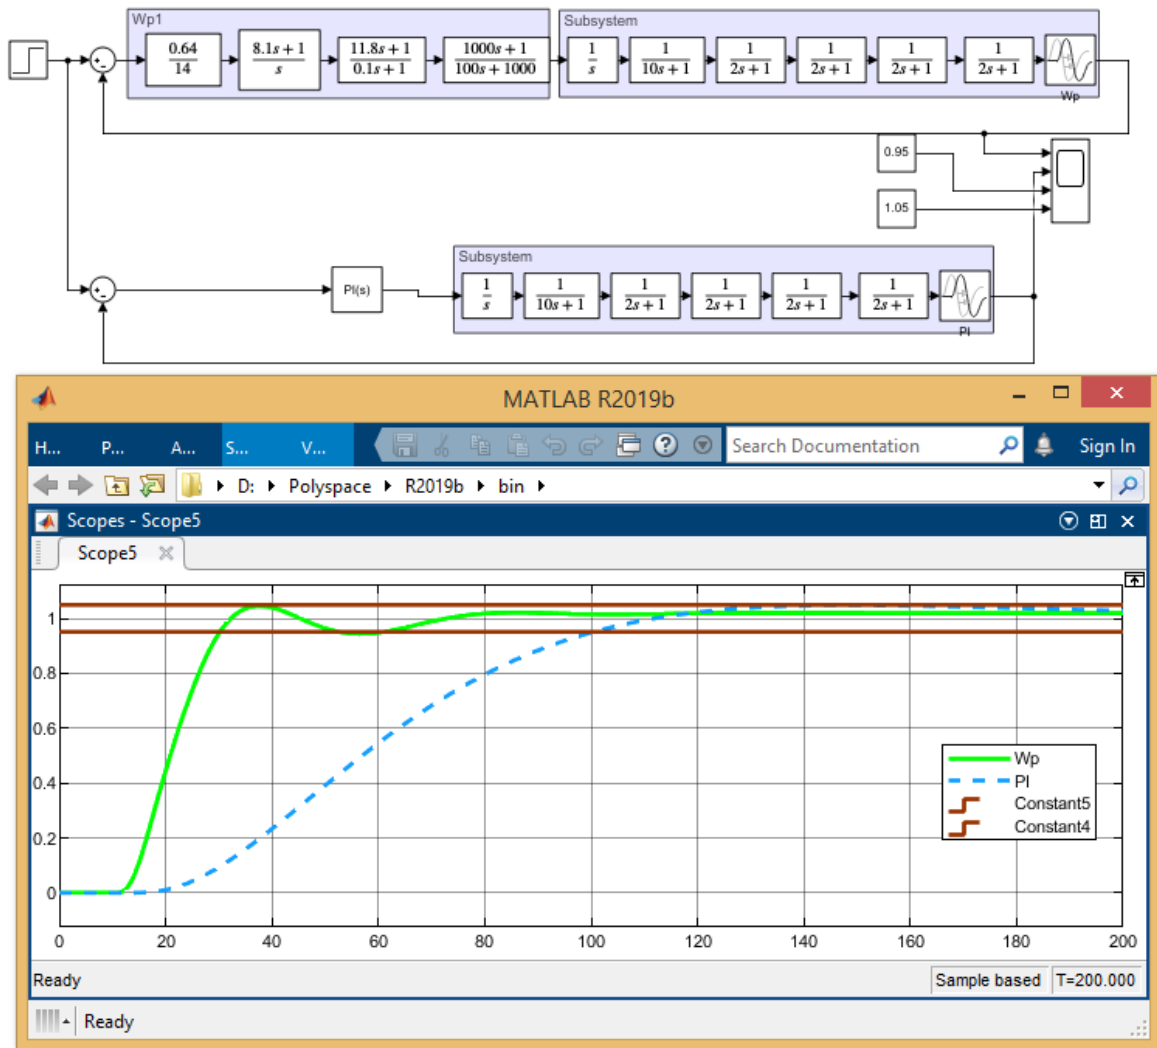 Wp1
Subsystem
0.64
14
8.1s + 1
s
11.8s + 1
0.1s + 1
1000s + 1
100s + 1000
1
s
1
10s + 1
1
2s + 1
1
2s + 1
1
2s + 1
1
2s + 1
+
-
Wp
0.95
1.05
Subsystem
+
-
PI(s)
1
s
1
10s + 1
1
2s + 1
1
2s + 1
1
2s + 1
1
2s + 1
PI
MATLAB R2019b
H... P... A... S... V... Search Documentation Sign In
D: Polyspace R2019b bin
Scopes - Scope5
Scope5
1
0.8
0.6
0.4
0.2
0
Wp
PI
Constant5
Constant4
0 20 40 60 80 100 120 140 160 180 200
Ready Sample based T=200.000
Ready